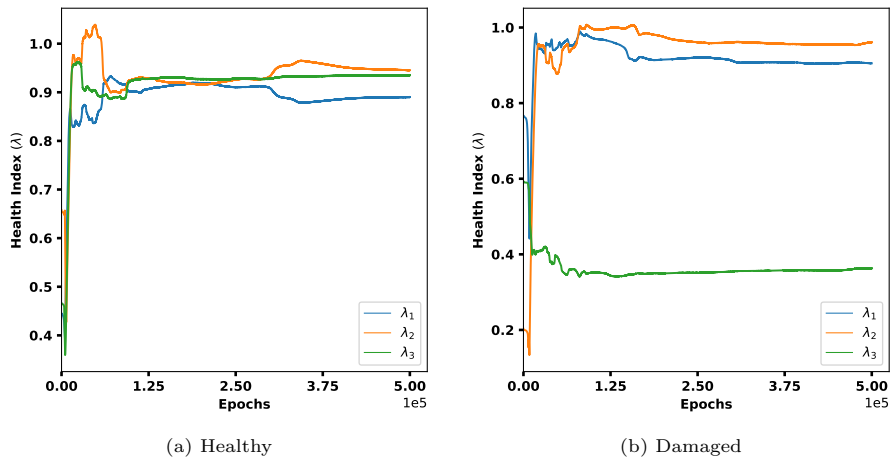 1.0
0.9
0.8
0.7
0.6
0.5
0.4
Health Index (λ)
0.00
1.25
2.50
3.75
5.00
Epochs
1e5
λ1
λ2
λ3
(a) Healthy
1.0
0.8
0.6
0.4
0.2
Health Index (λ)
0.00
1.25
2.50
3.75
5.00
Epochs
1e5
λ1
λ2
λ3
(b) Damaged